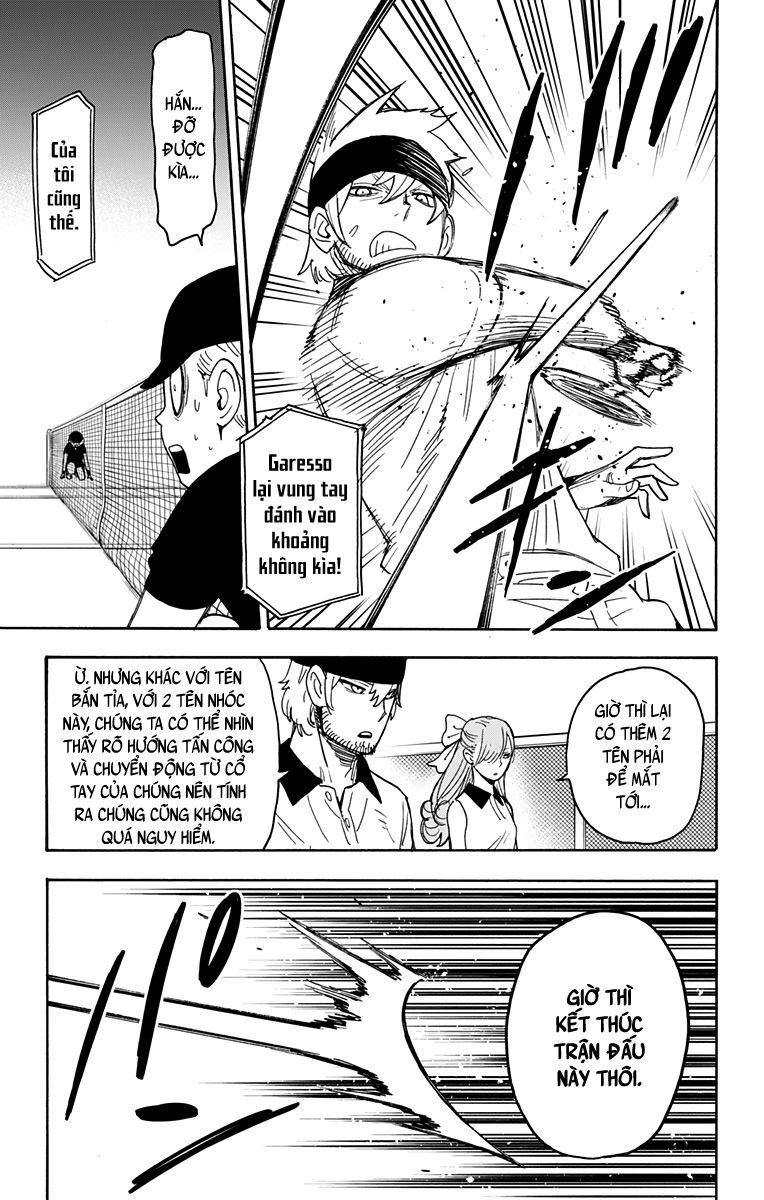 HẮN...
ĐỠ
ĐƯỢC
KÌA...
Của
tôi
cũng
thế.
Garesso
lại vung tay
đánh vào
khoảng
không kìa!
Ừ. NHƯNG KHÁC VỚI TÊN
BẮN TỈA, VỚI 2 TÊN NHÓC
NÀY, CHÚNG TA CÓ THỂ NHÌN
THẤY RÕ HƯỚNG TẤN CÔNG
VÀ CHUYỂN ĐỘNG TỪ CỔ
TAY CỦA CHÚNG NÊN TÍNH
RA CHÚNG CŨNG KHÔNG
QUÁ NGUY HIỂM.
GIỜ THÌ LẠI
CÓ THÊM 2
TÊN PHẢI
ĐỂ MẮT
TỚI...
GIỜ THÌ
KẾT THÚC
TRẬN ĐẤU
NÀY THÔI.